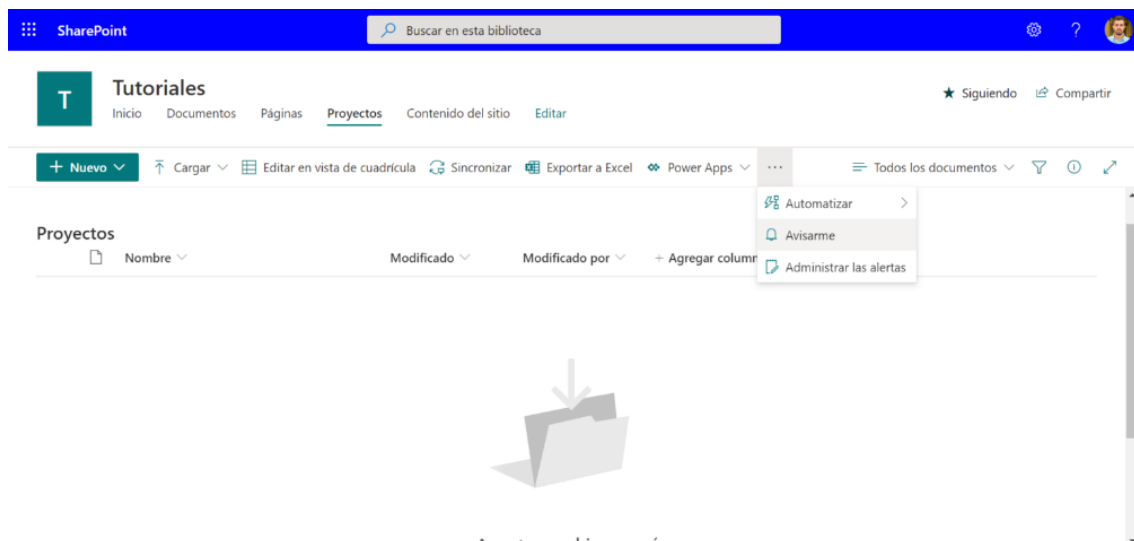 SharePoint
Buscar en esta biblioteca
?
T
Tutoriales
Siguiendo Compartir
Inicio Documentos Páginas Proyectos Contenido del sitio Editar
+ Nuevo Cargar Editar en vista de cuadrícula Sincronizar Exportar a Excel Power Apps ... Todos los documentos
Automatizar
Avisarme
Administrar las alertas
Proyectos
Nombre Modificado Modificado por + Agregar column